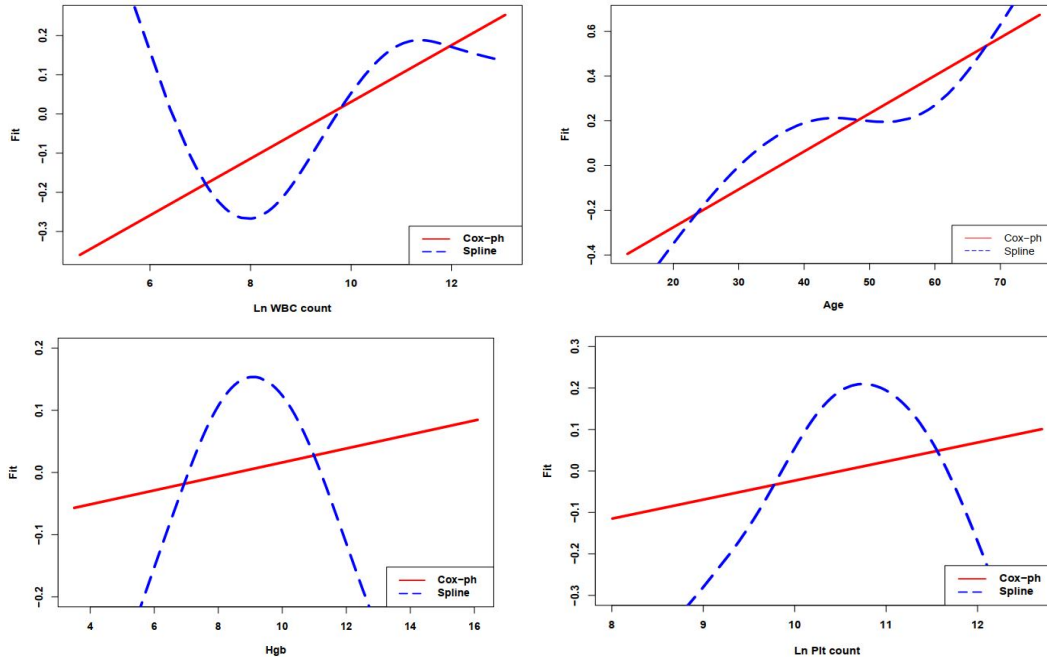 0.2
0.1
0.0
−0.1
−0.2
−0.3
Fit
Cox−ph
Spline
6 8 10 12
Ln WBC count
0.6
0.4
0.2
0.0
−0.2
−0.4
Fit
Cox−ph
Spline
20 30 40 50 60 70
Age
0.2
0.1
0.0
−0.1
−0.2
Fit
Cox−ph
Spline
4 6 8 10 12 14 16
Hgb
0.3
0.2
0.1
0.0
−0.1
−0.2
−0.3
Fit
Cox−ph
Spline
8 9 10 11 12
Ln Plt count